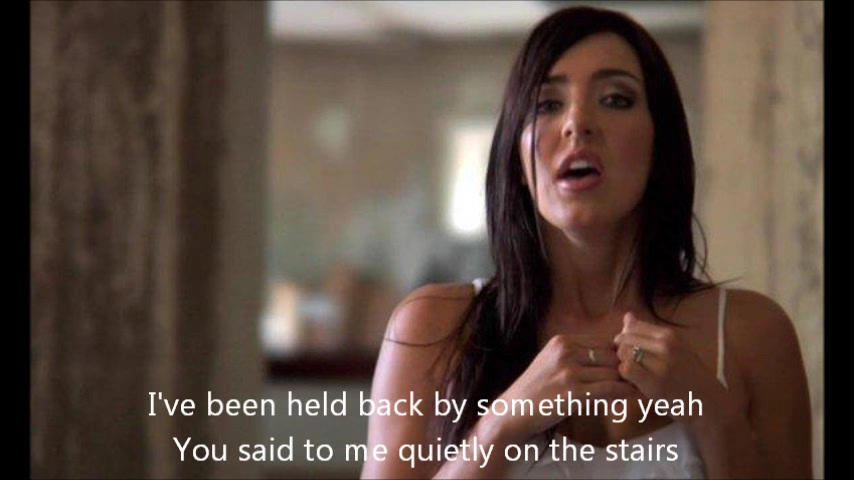 I've been held back by something yeah
You said to me quietly on the stairs